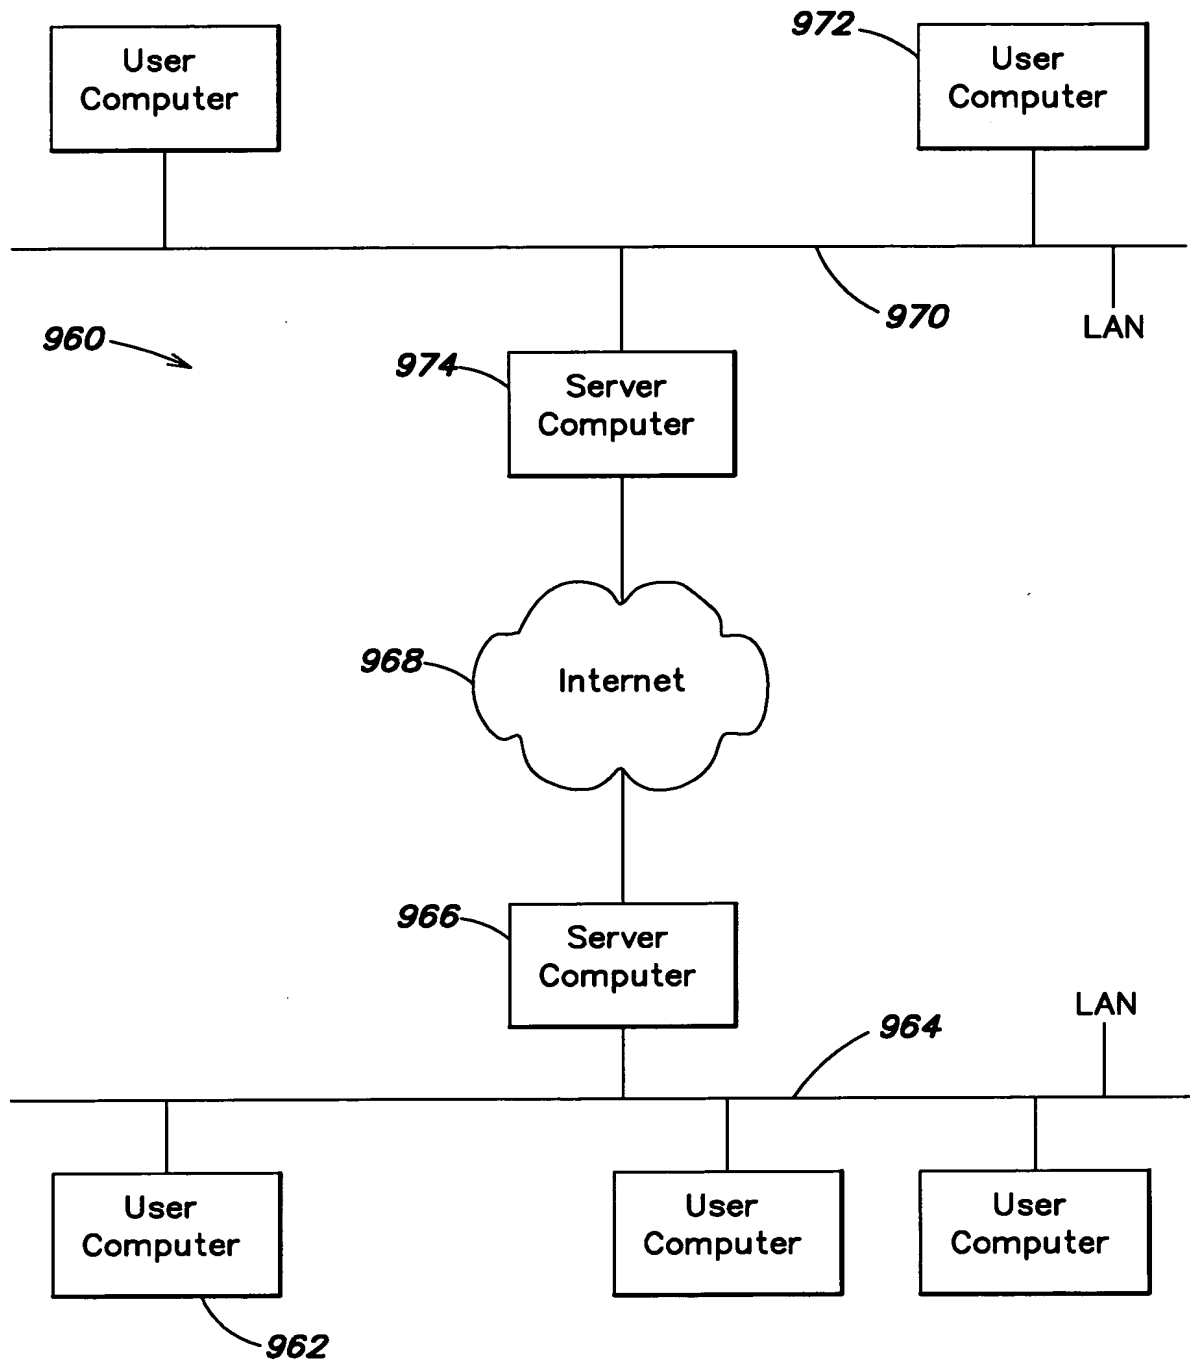 972
User
Computer
User
Computer
970
LAN
960
974
Server
Computer
968
Internet
966
Server
Computer
LAN
964
User
Computer
User
Computer
User
Computer
962